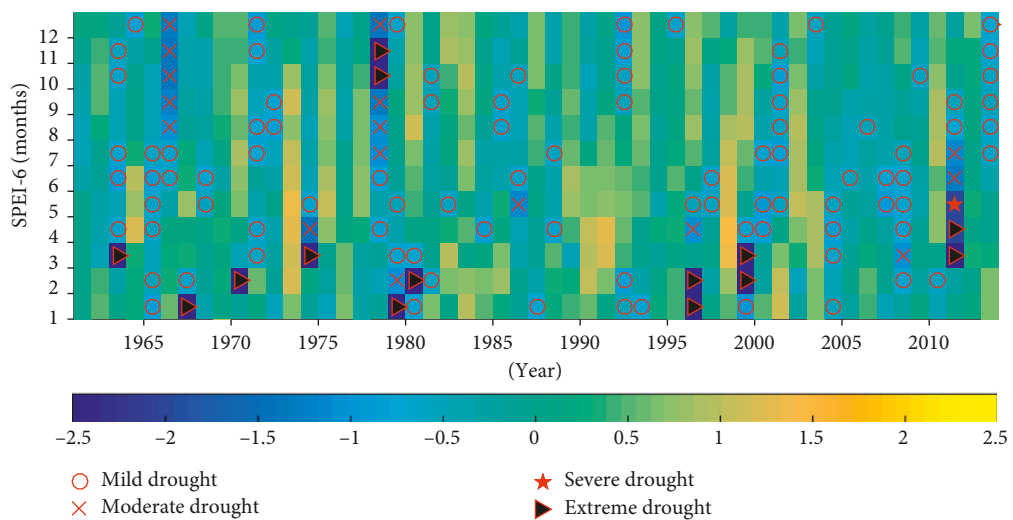 12
11
10
9
8
7
6
5
4
3
2
1
SPEI-6 (months)
1965 1970 1975 1980 1985 1990 1995 2000 2005 2010
(Year)
–2.5 –2 –1.5 –1 –0.5 0 0.5 1 1.5 2 2.5
Mild drought
Moderate drought
Severe drought
Extreme drought